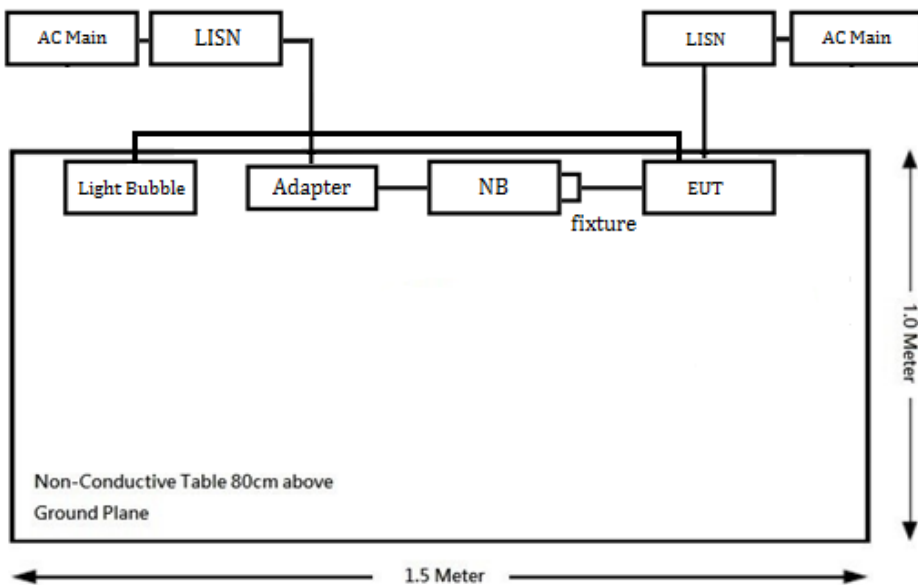 AC Main
LISN
LISN
AC Main
Light Bubble
Adapter
NB
fixture
EUT
1.0 Meter
Non-Conductive Table 80cm above
Ground Plane
1.5 Meter